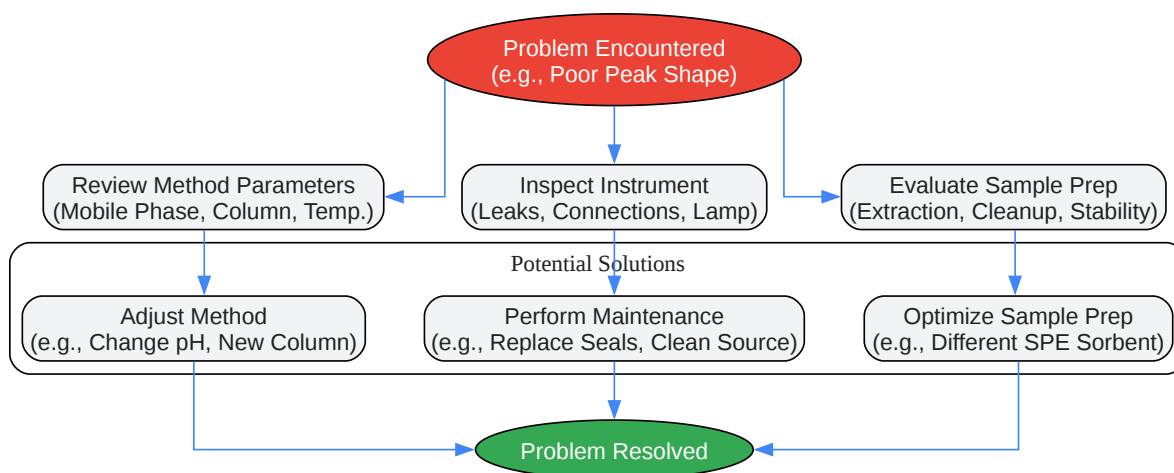 Problem Encountered
(e.g., Poor Peak Shape)
Review Method Parameters
(Mobile Phase, Column, Temp.)
Inspect Instrument
(Leaks, Connections, Lamp)
Evaluate Sample Prep
(Extraction, Cleanup, Stability)
Potential Solutions
Adjust Method
(e.g., Change pH, New Column)
Perform Maintenance
(e.g., Replace Seals, Clean Source)
Optimize Sample Prep
(e.g., Different SPE Sorbent)
Problem Resolved